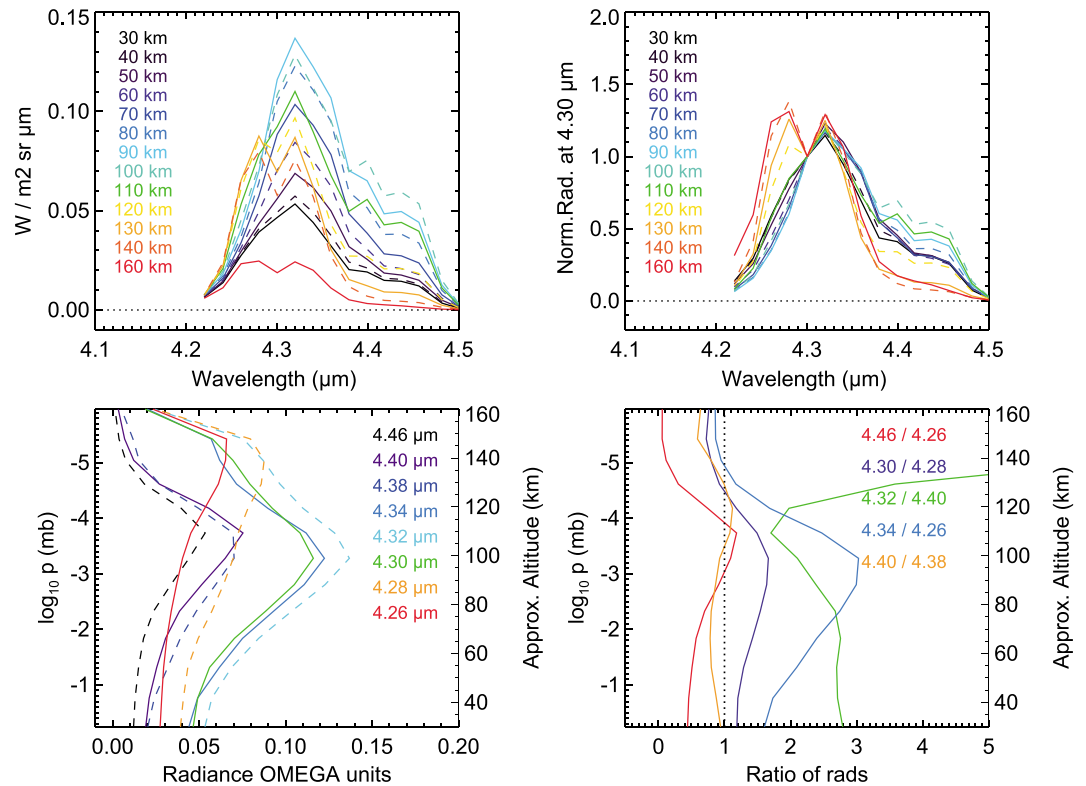 0.15
0.10
0.05
0.00
W / m2 sr µm
30 km
40 km
50 km
60 km
70 km
80 km
90 km
100 km
110 km
120 km
130 km
140 km
160 km
4.1 4.2 4.3 4.4 4.5
Wavelength (µm)
2.0
1.5
1.0
0.5
0.0
Norm.Rad. at 4.30 µm
30 km
40 km
50 km
60 km
70 km
80 km
90 km
100 km
110 km
120 km
130 km
140 km
160 km
4.1 4.2 4.3 4.4 4.5
Wavelength (µm)
-5
-4
-3
-2
-1
log10 p (mb)
4.46 µm
4.40 µm
4.38 µm
4.34 µm
4.32 µm
4.30 µm
4.28 µm
4.26 µm
160
140
120
100
80
60
40
Approx. Altitude (km)
0.00 0.05 0.10 0.15 0.20
Radiance OMEGA units
-5
-4
-3
-2
-1
log10 p (mb)
4.46 / 4.26
4.30 / 4.28
4.32 / 4.40
4.34 / 4.26
4.40 / 4.38
160
140
120
100
80
60
40
Approx. Altitude (km)
0 1 2 3 4 5
Ratio of rads